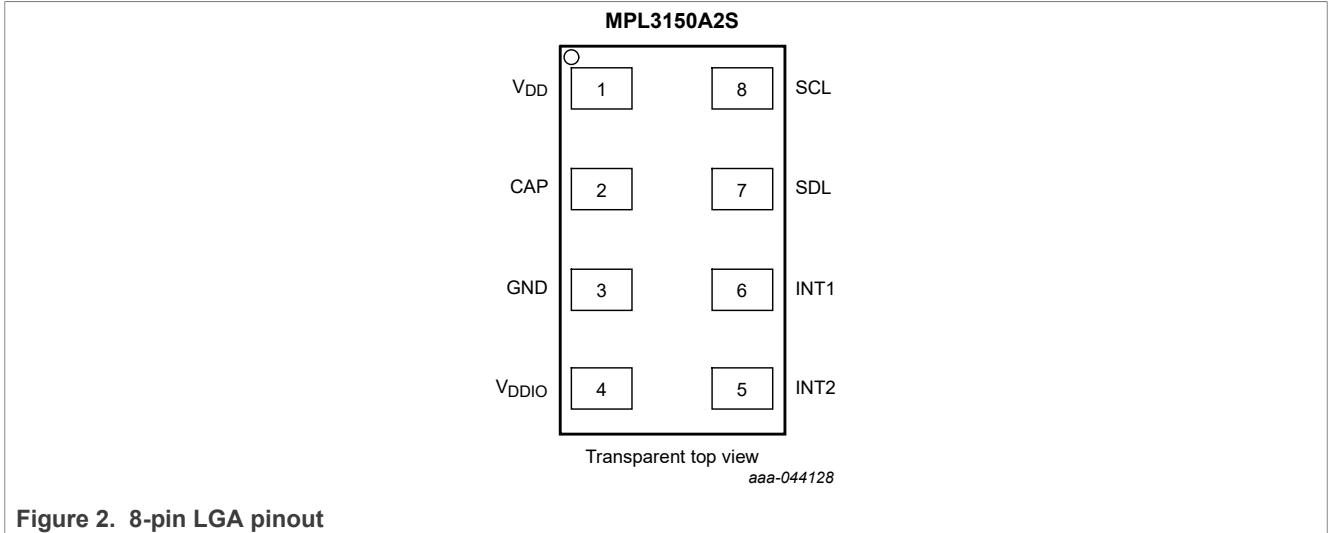 MPL3150A2S
VDD 1 8 SCL
CAP 2 7 SDL
GND 3 6 INT1
VDDIO 4 5 INT2
Transparent top view
aaa-044128
Figure 2. 8-pin LGA pinout